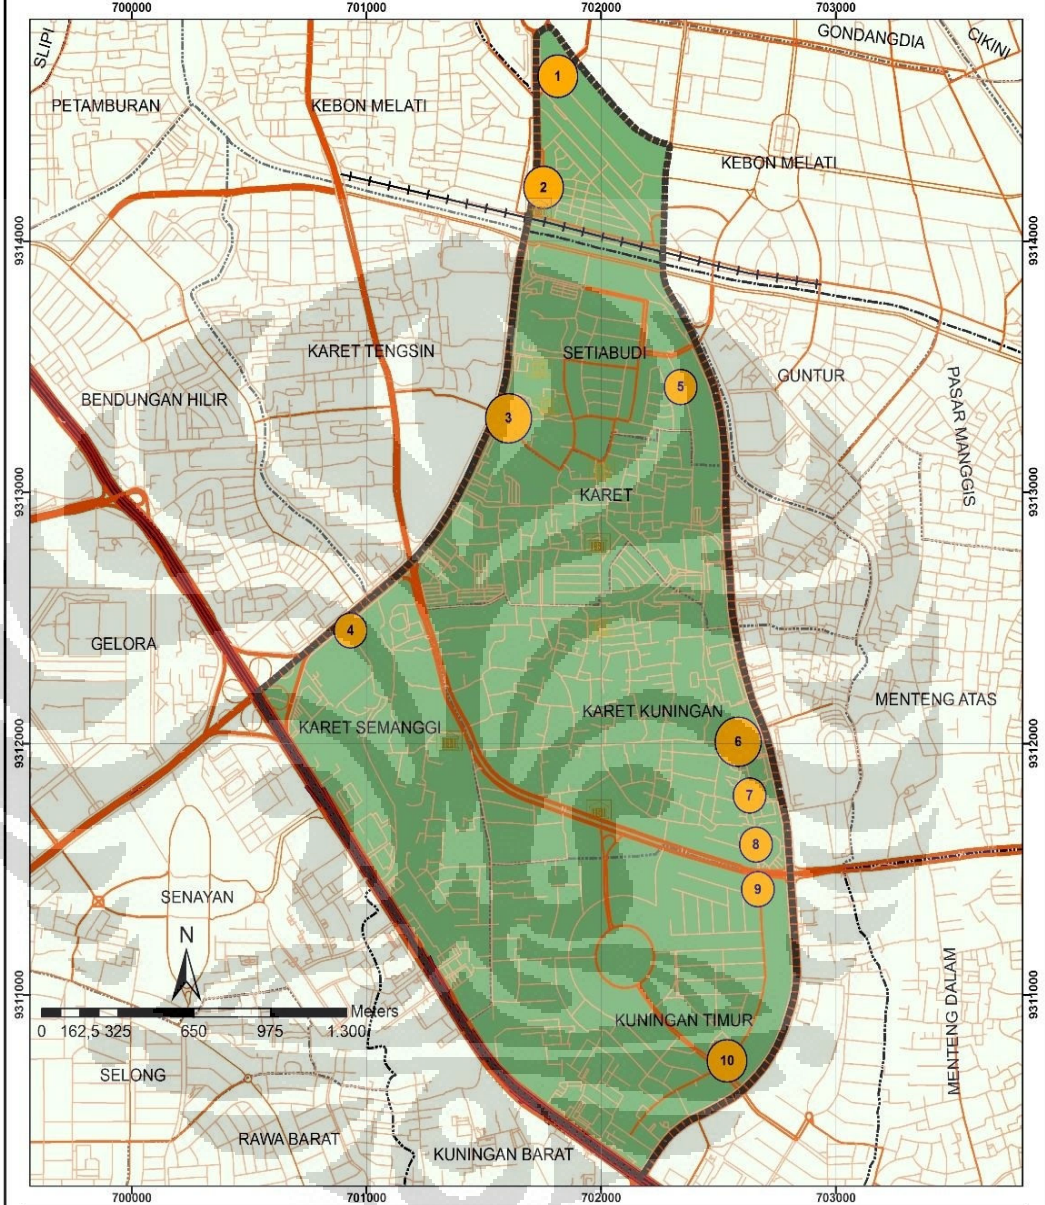 700000 701000 702000 703000
SLIPI
GONDANGDIA
CIKINI
PETAMBURAN
KEBON MELATI
1
KEBON MELATI
2
9314000
9314000
KARET TENGSIN
SETIABUDI
GUNTUR
PASAR MANGGIS
BENDUNGAN HILIR
5
3
KARET
9313000
9313000
4
GELORA
MENTENG ATAS
KARET SEMANGGI
KARET KUNINGAN
6
9312000
9312000
7
8
9
SENAYAN
N
MENTENG DALAM
9311000
9311000
Meters
0 162,5 325 650 975 1.300
KUNINGAN TIMUR
10
SELONG
RAWA BARAT
KUNINGAN BARAT
700000 701000 702000 703000